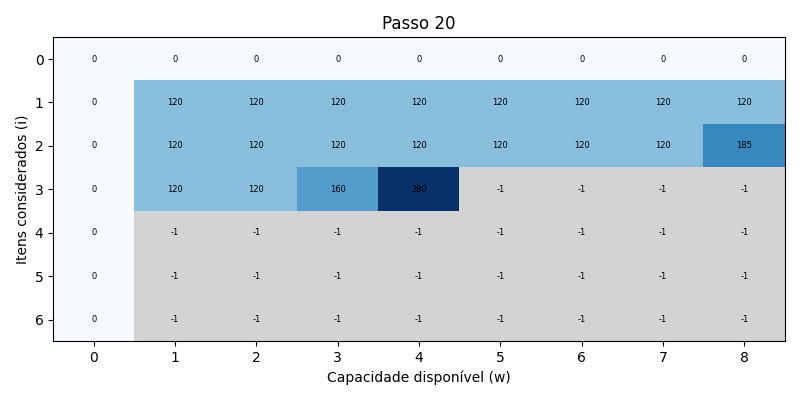 Passo 20
0 0 0 0 0 0 0 0 0 0
1 0 120 120 120 120 120 120 120 120
2 0 120 120 120 120 120 120 120 185
3 0 120 120 160 280 -1 -1 -1 -1
4 0 -1 -1 -1 -1 -1 -1 -1 -1
5 0 -1 -1 -1 -1 -1 -1 -1 -1
6 0 -1 -1 -1 -1 -1 -1 -1 -1
0 1 2 3 4 5 6 7 8
Itens considerados (i)
Capacidade disponível (w)